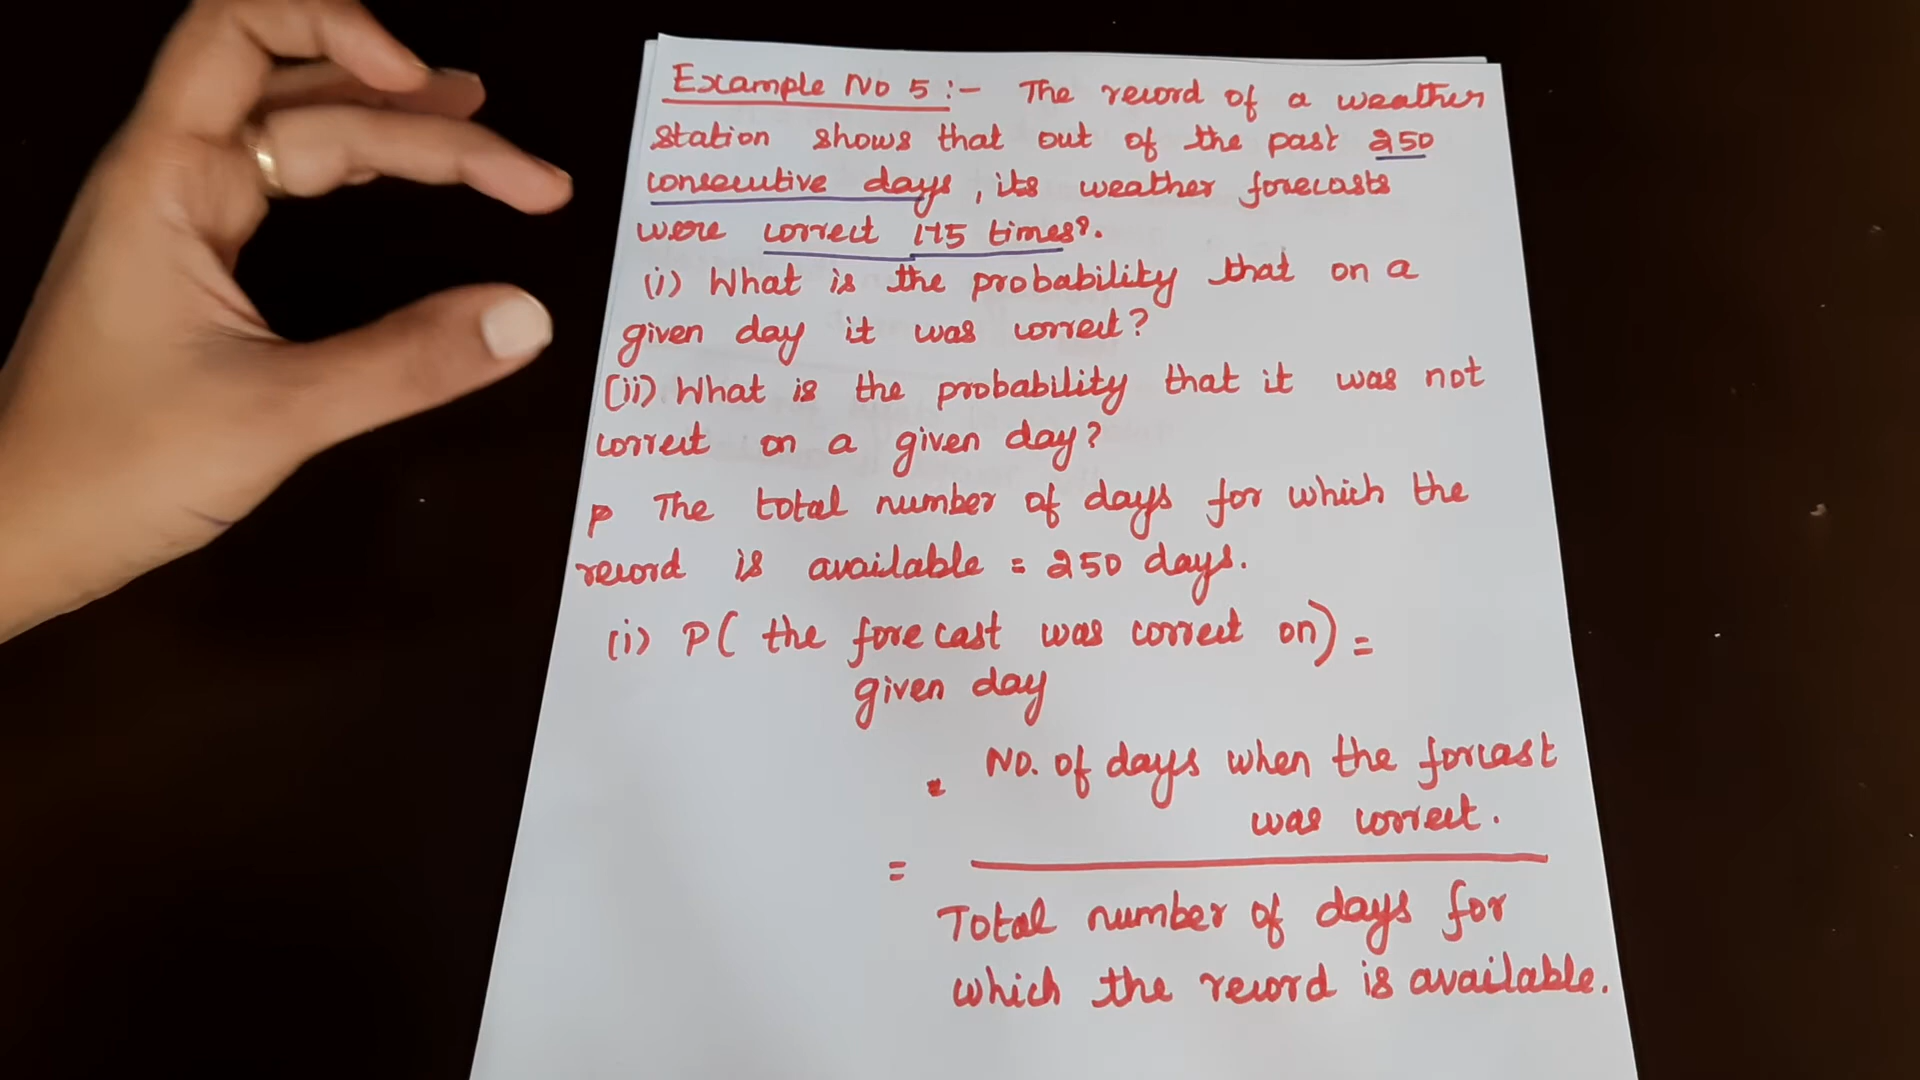 Example No 5 :- The record of a weather
station shows that out of the past 250
consecutive days, its weather forecasts
were correct 175 times.
(i) What is the probability that on a
given day it was correct?
(ii) What is the probability that it was not
correct on a given day?
The total number of days for which the
record is available = 250 days.
(i) P( the forecast was correct on) =
given day
No. of days when the forcast
was correct.
=
Total number of days for
which the record is available.